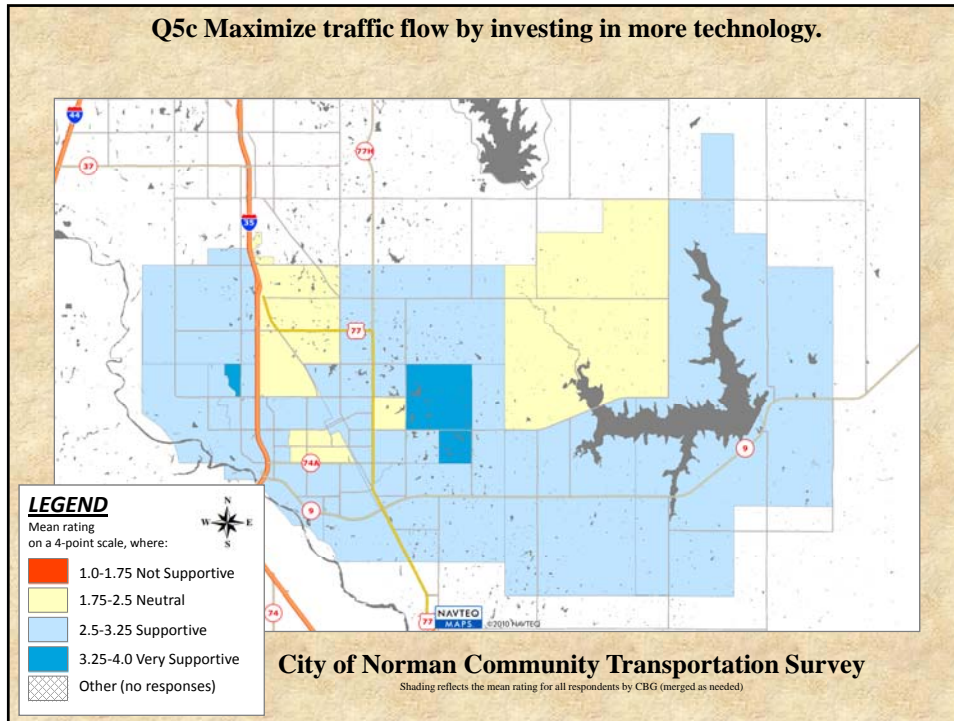 Q5c Maximize traffic flow by investing in more technology.
44
37
77H
35
77
74A
9
9
LEGEND
Mean rating
on a 4-point scale, where:
N
W E
S
1.0-1.75 Not Supportive
1.75-2.5 Neutral
2.5-3.25 Supportive
3.25-4.0 Very Supportive
Other (no responses)
74
77
NAVTEQ
MAPS
©2010 NAVTEQ
City of Norman Community Transportation Survey
Shading reflects the mean rating for all respondents by CBG (merged as needed)